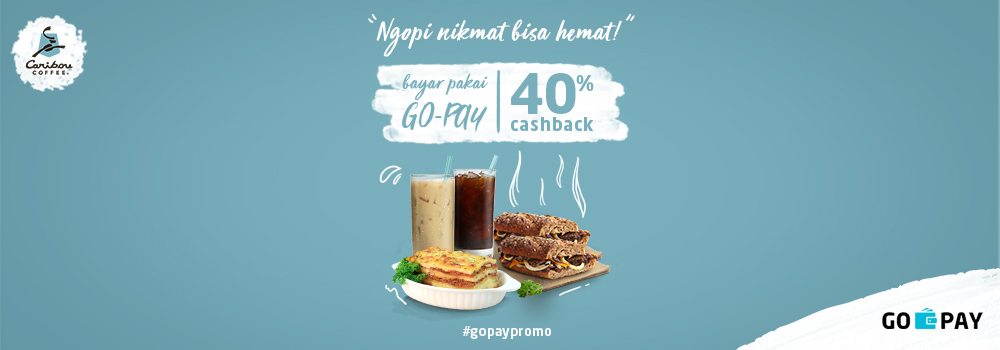 Caribou
COFFEE
"Ngopi nikmat bisa hemat!"
bayar pakai
GO-PAY
40%
cashback
#gopaypromo
GO PAY